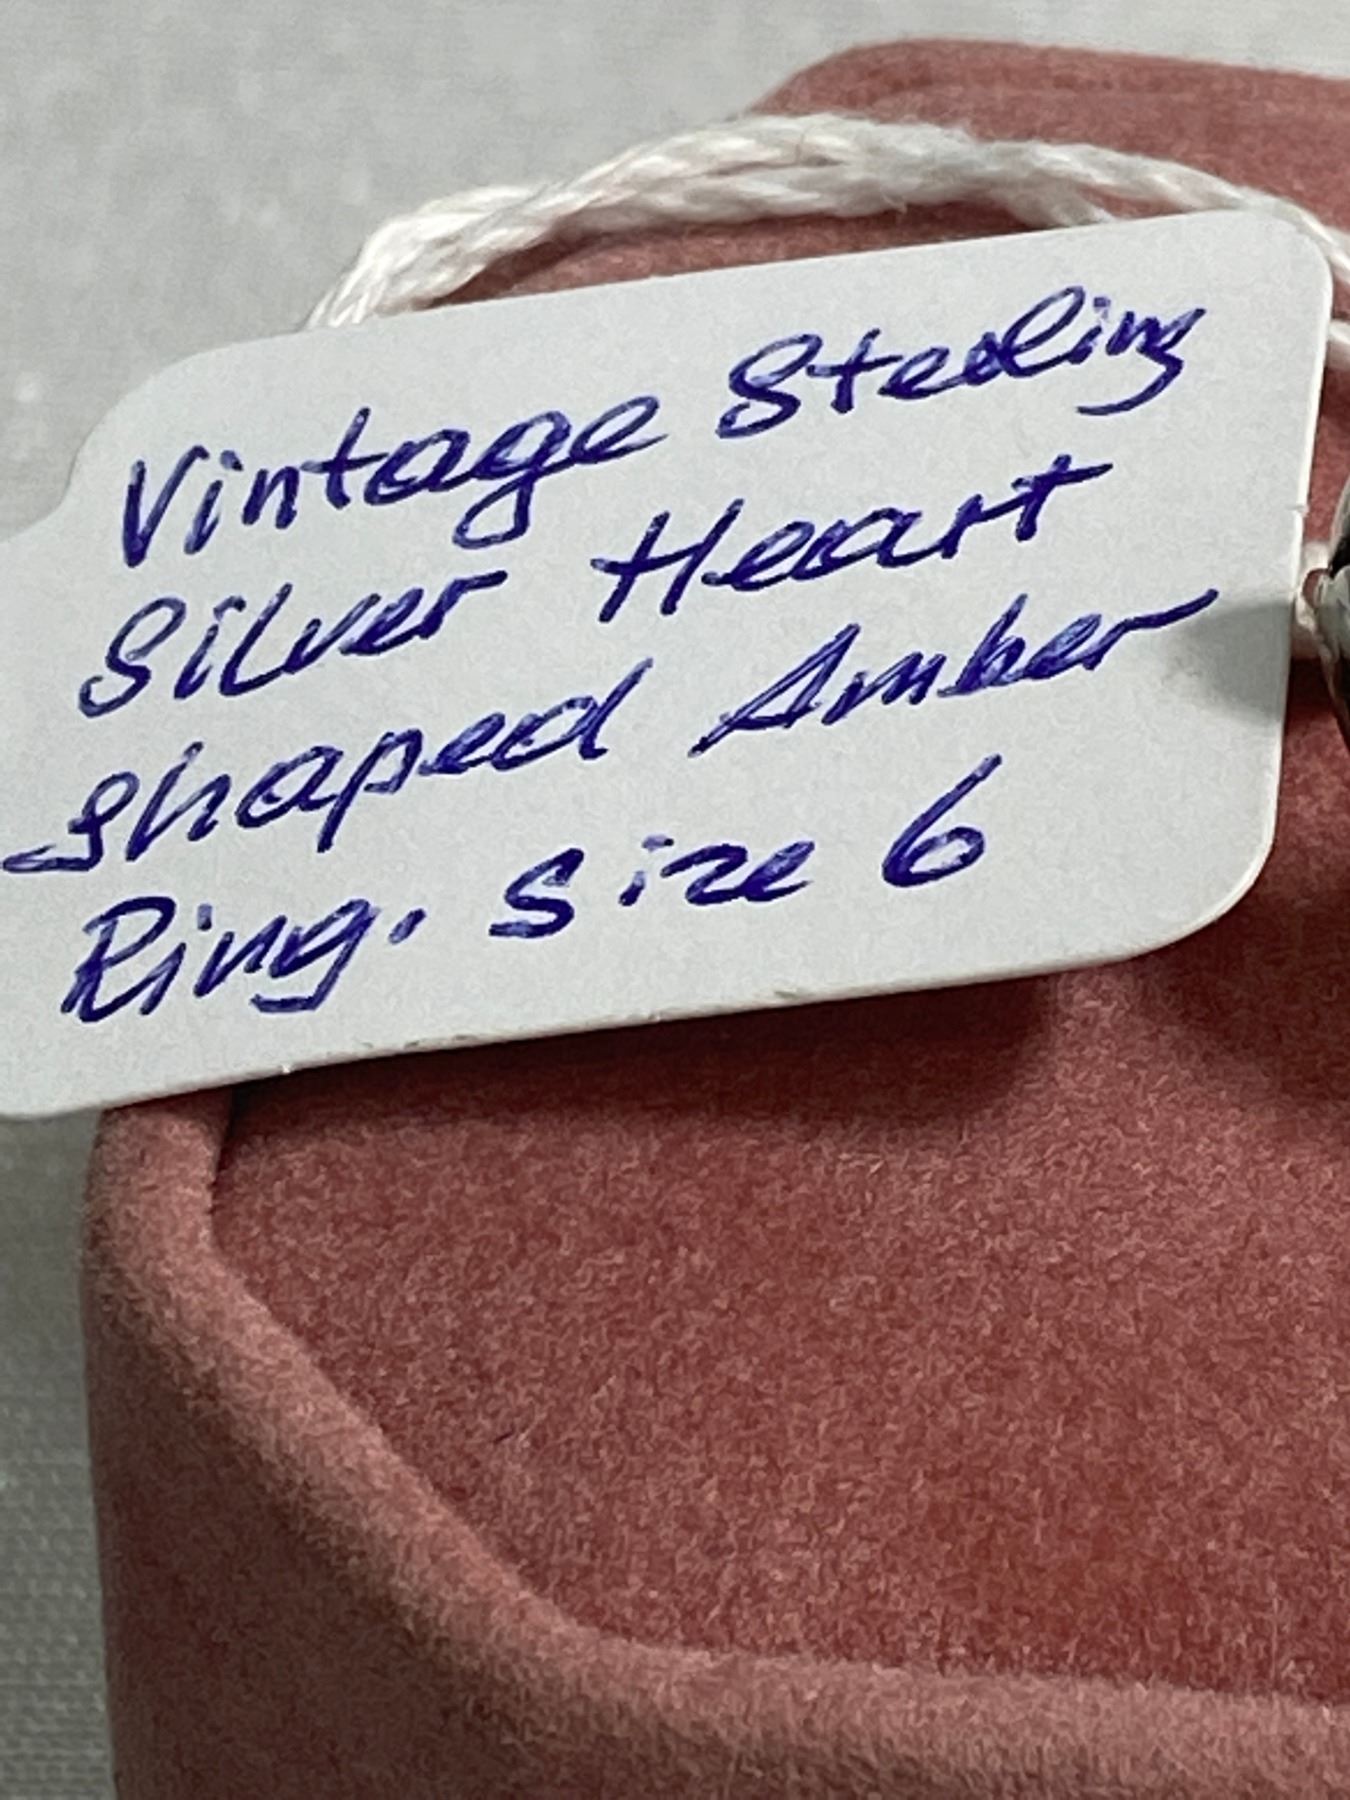 Vintage Sterling
Silver Heart
shaped Amber
Ring. size 6